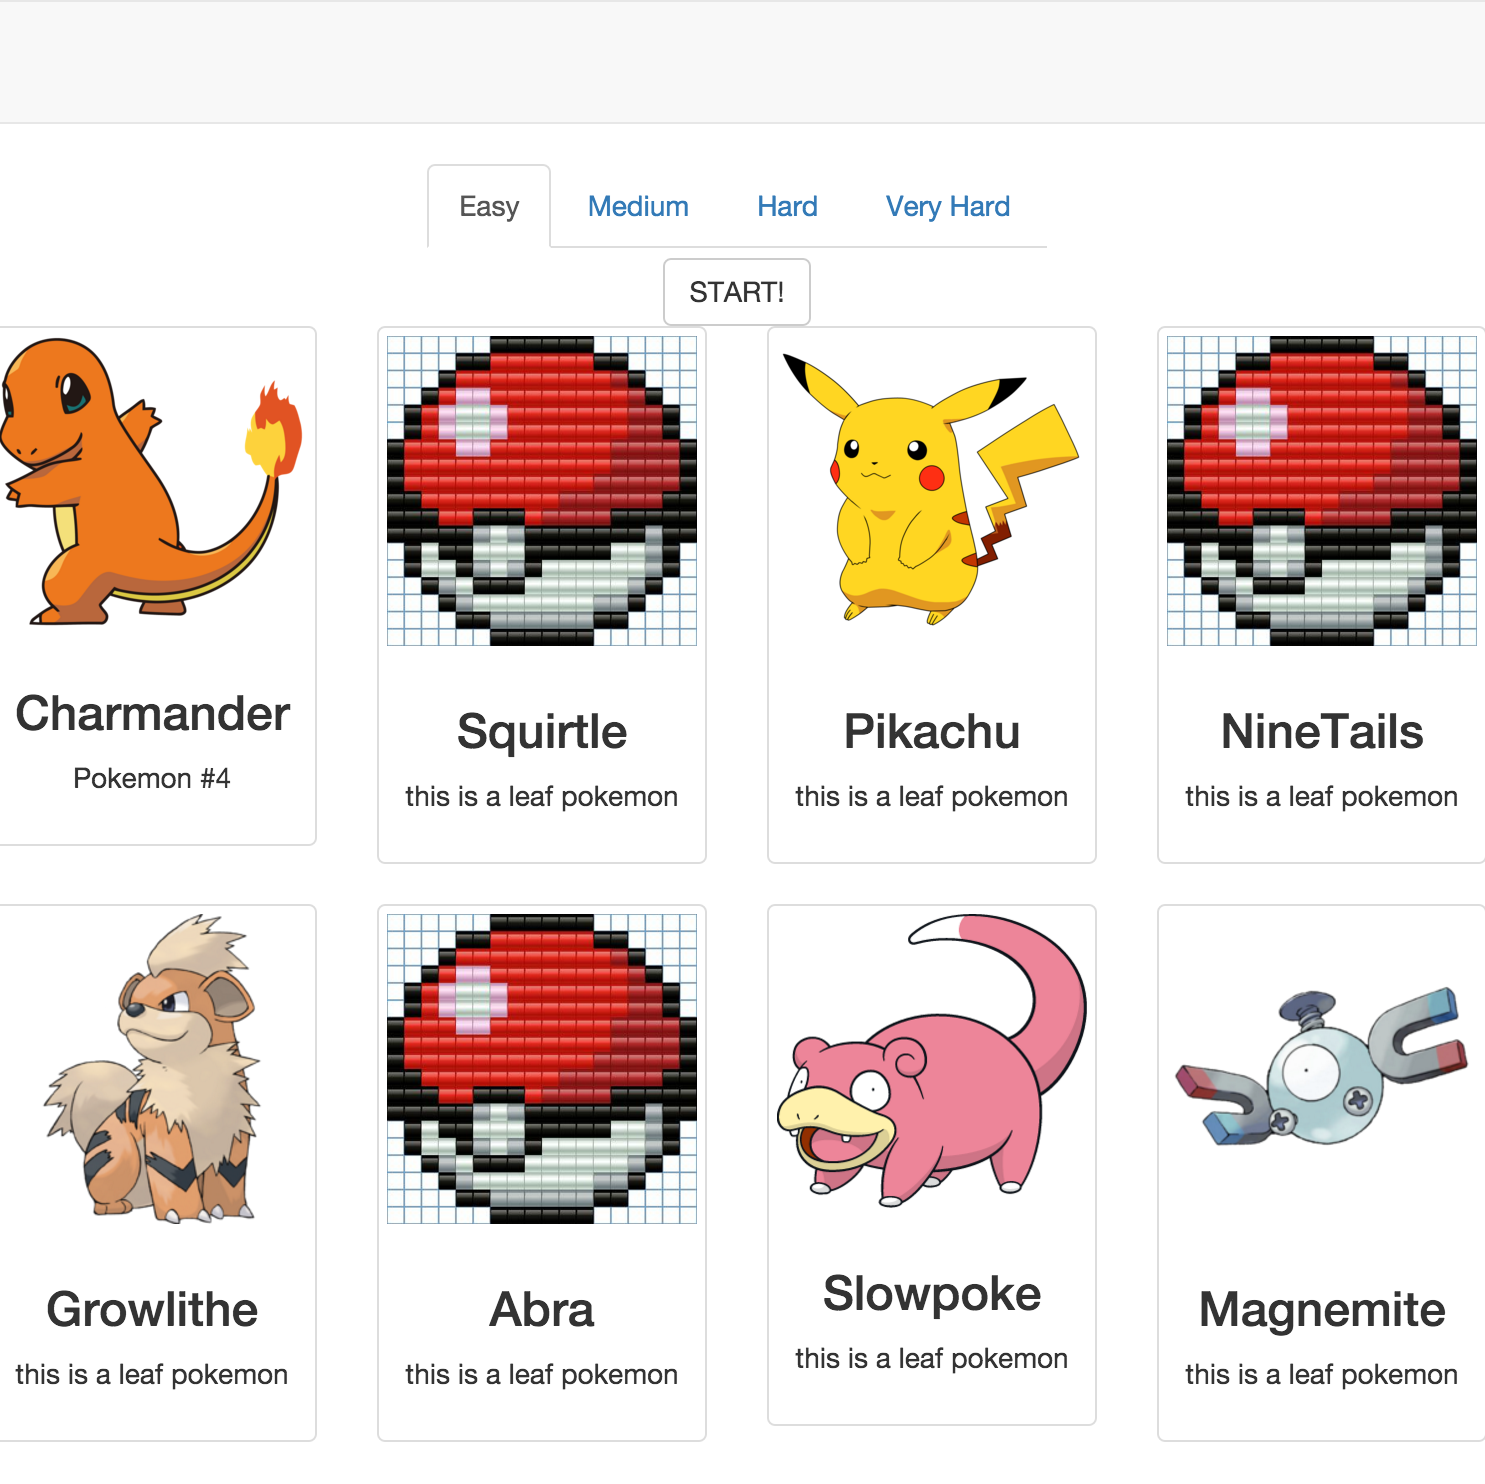 Easy Medium Hard Very Hard
START!
Charmander
Pokemon #4
Squirtle
this is a leaf pokemon
Pikachu
this is a leaf pokemon
NineTails
this is a leaf pokemon
Growlithe
this is a leaf pokemon
Abra
this is a leaf pokemon
Slowpoke
this is a leaf pokemon
Magnemite
this is a leaf pokemon